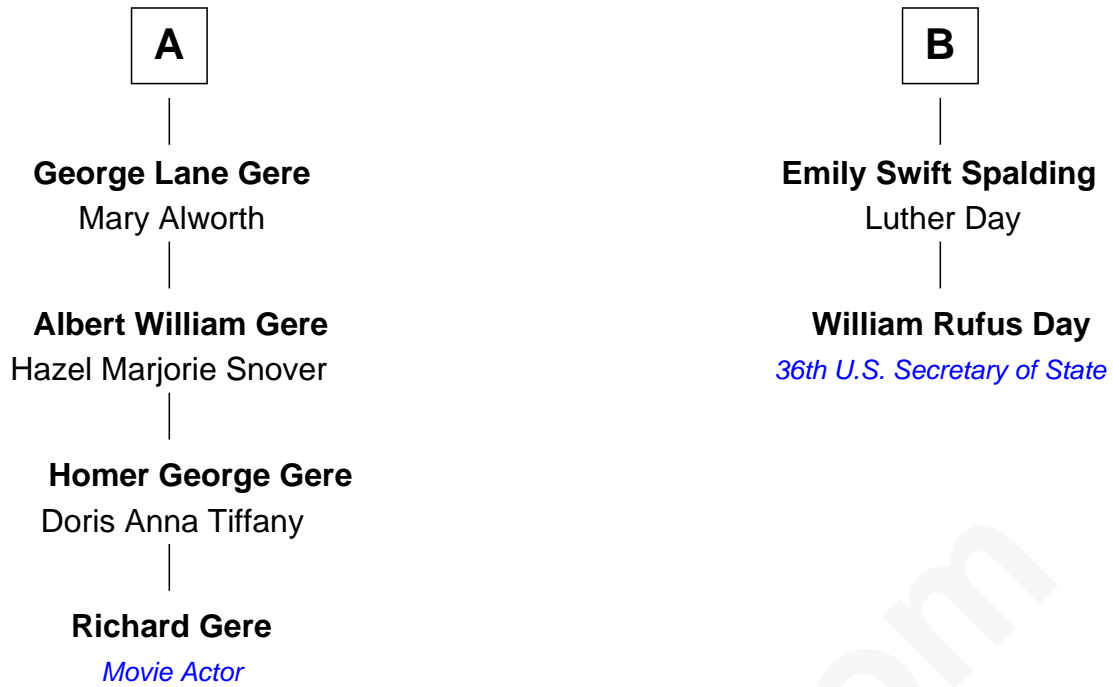 A
George Lane Gere
Mary Alworth
Albert William Gere
Hazel Marjorie Snover
Homer George Gere
Doris Anna Tiffany
Richard Gere
Movie Actor
B
Emily Swift Spalding
Luther Day
William Rufus Day
36th U.S. Secretary of State
om